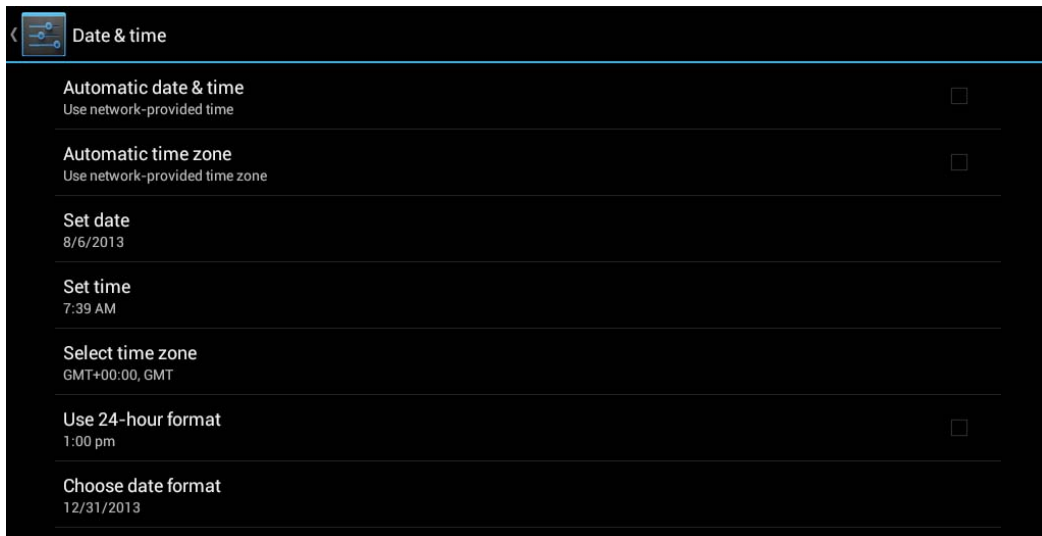 Date & time
Automatic date & time
Use network-provided time
Automatic time zone
Use network-provided time zone
Set date
8/6/2013
Set time
7:39 AM
Select time zone
GMT+00:00, GMT
Use 24-hour format
1:00 pm
Choose date format
12/31/2013